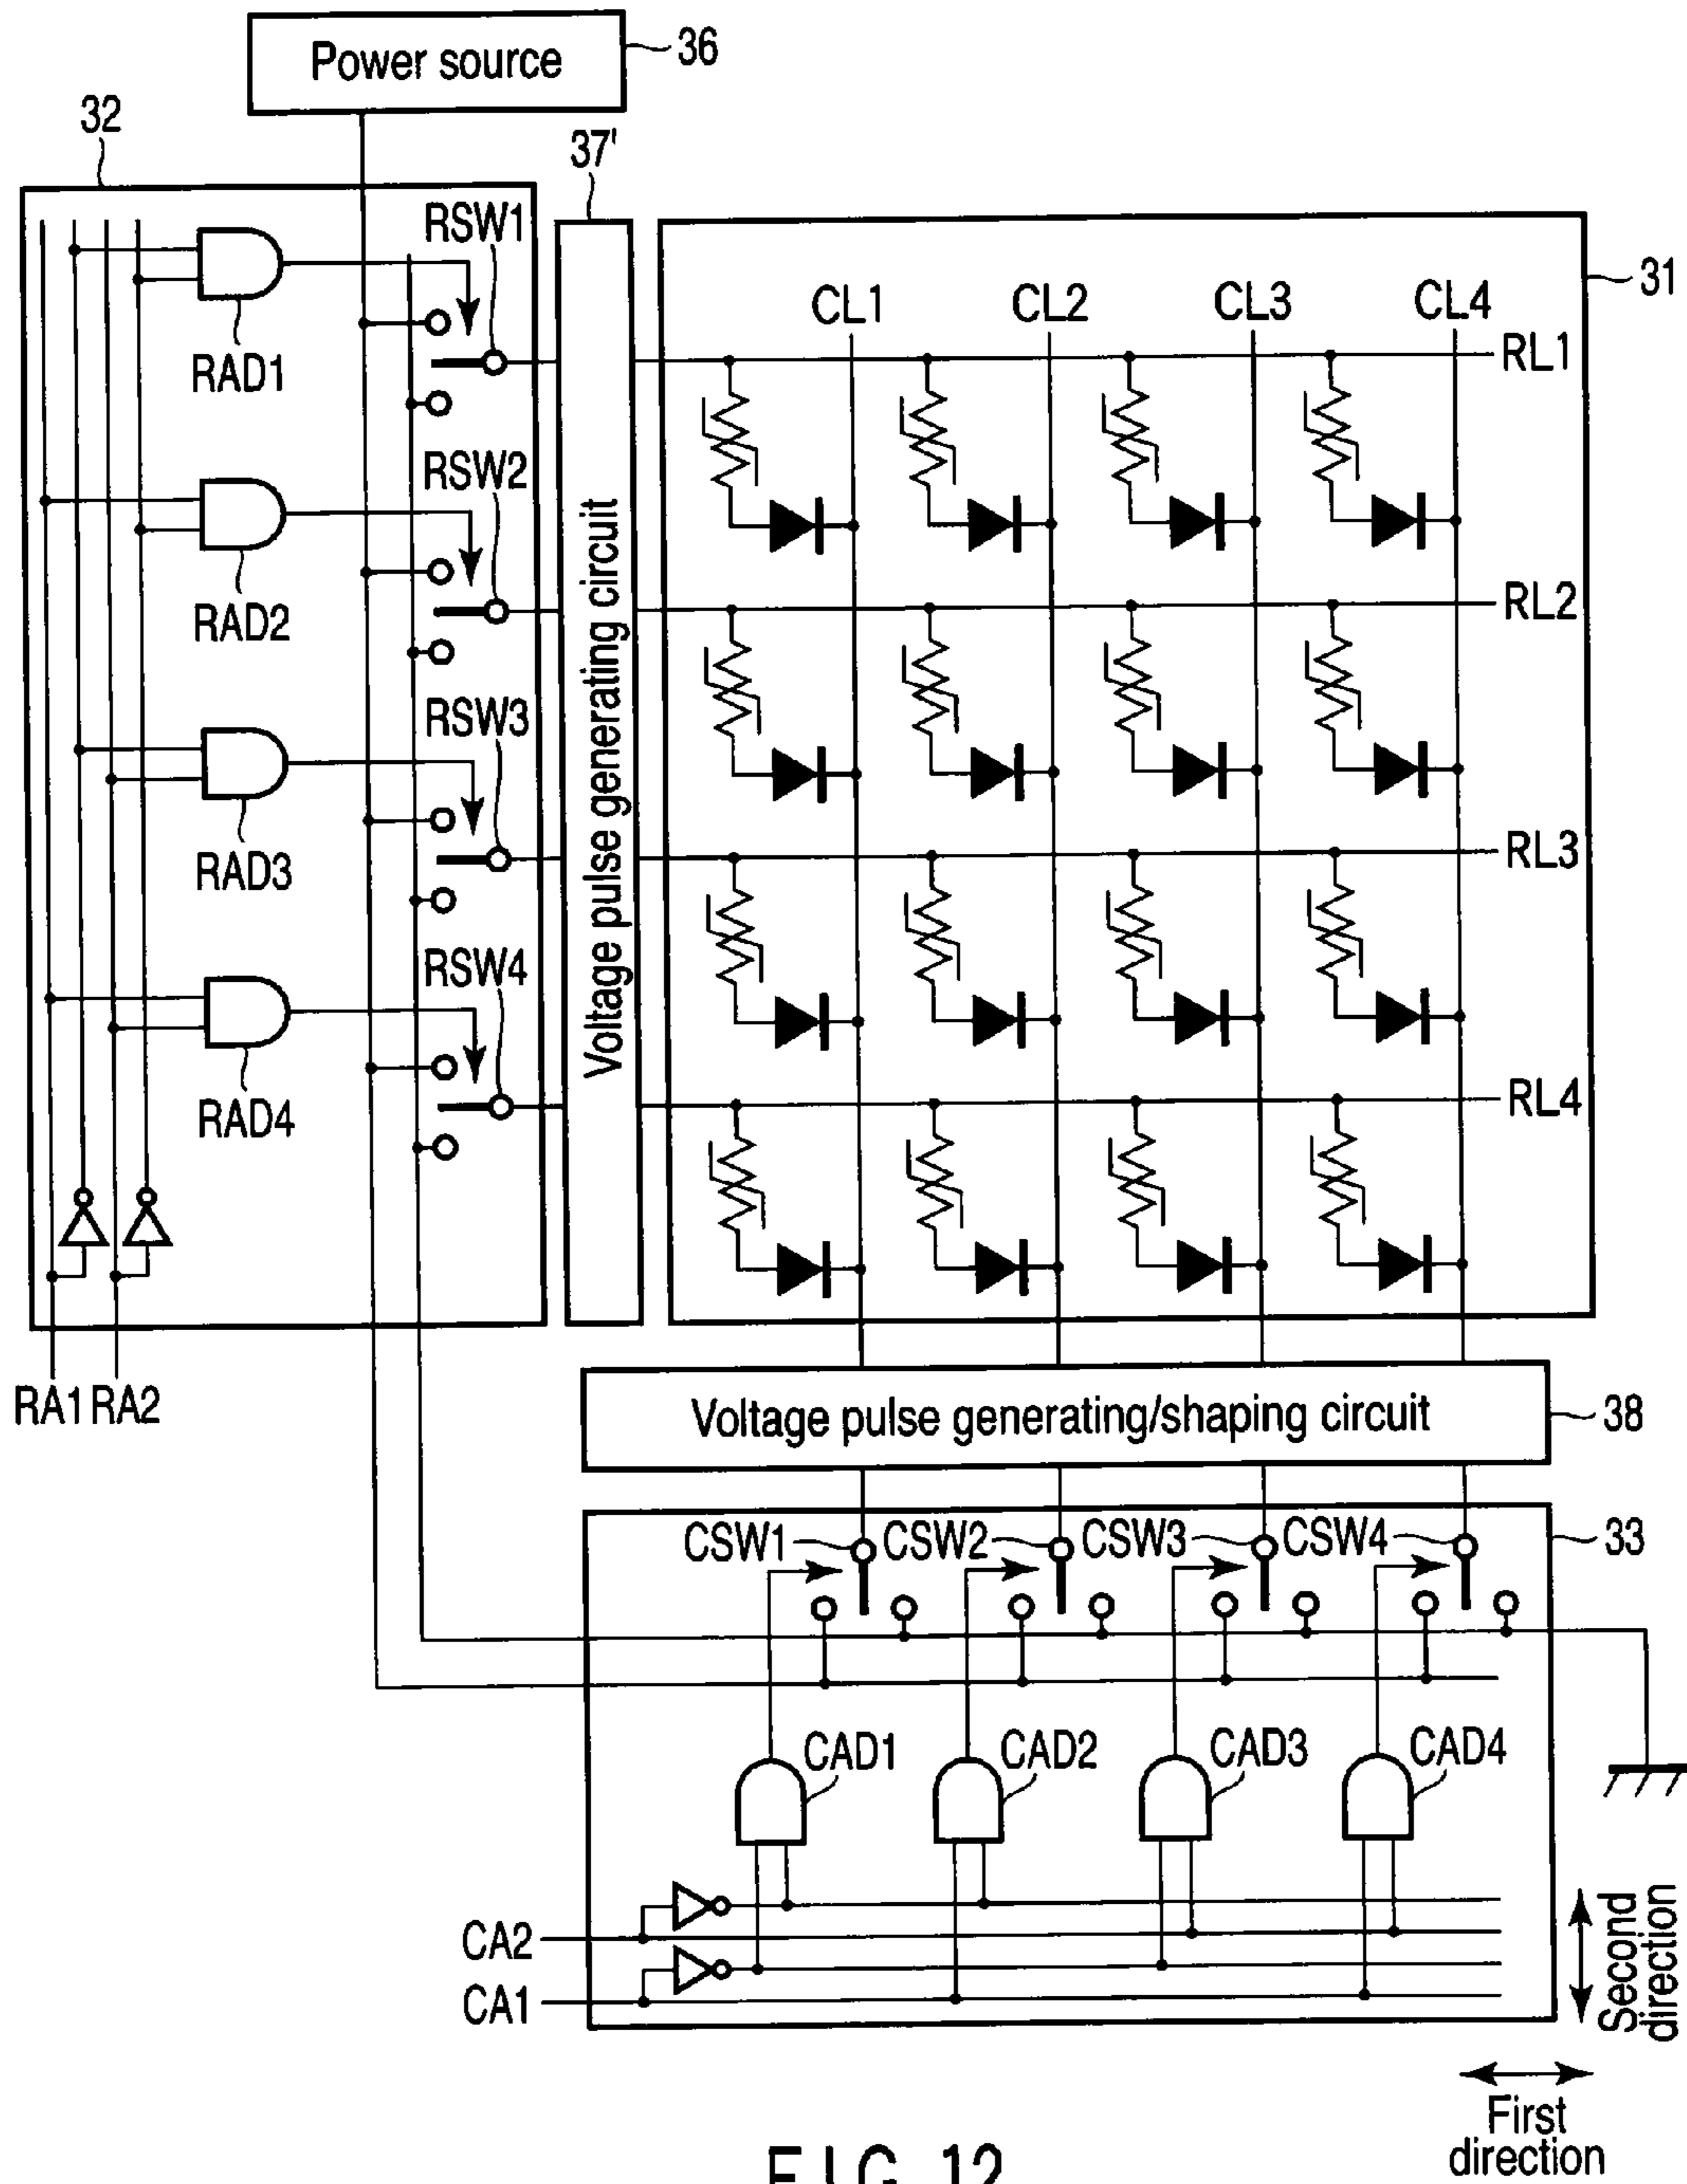 Power source
36
32
37'
RSW1
31
CL1
CL2
CL3
CL4
RAD1
RL1
RSW2
RAD2
RL2
Voltage pulse generating circuit
RSW3
RAD3
RL3
RSW4
RAD4
RL4
RA1
RA2
Voltage pulse generating/shaping circuit
38
CSW1
CSW2
CSW3
CSW4
33
CAD1
CAD2
CAD3
CAD4
CA2
CA1
Second
direction
First
direction
FIG. 12